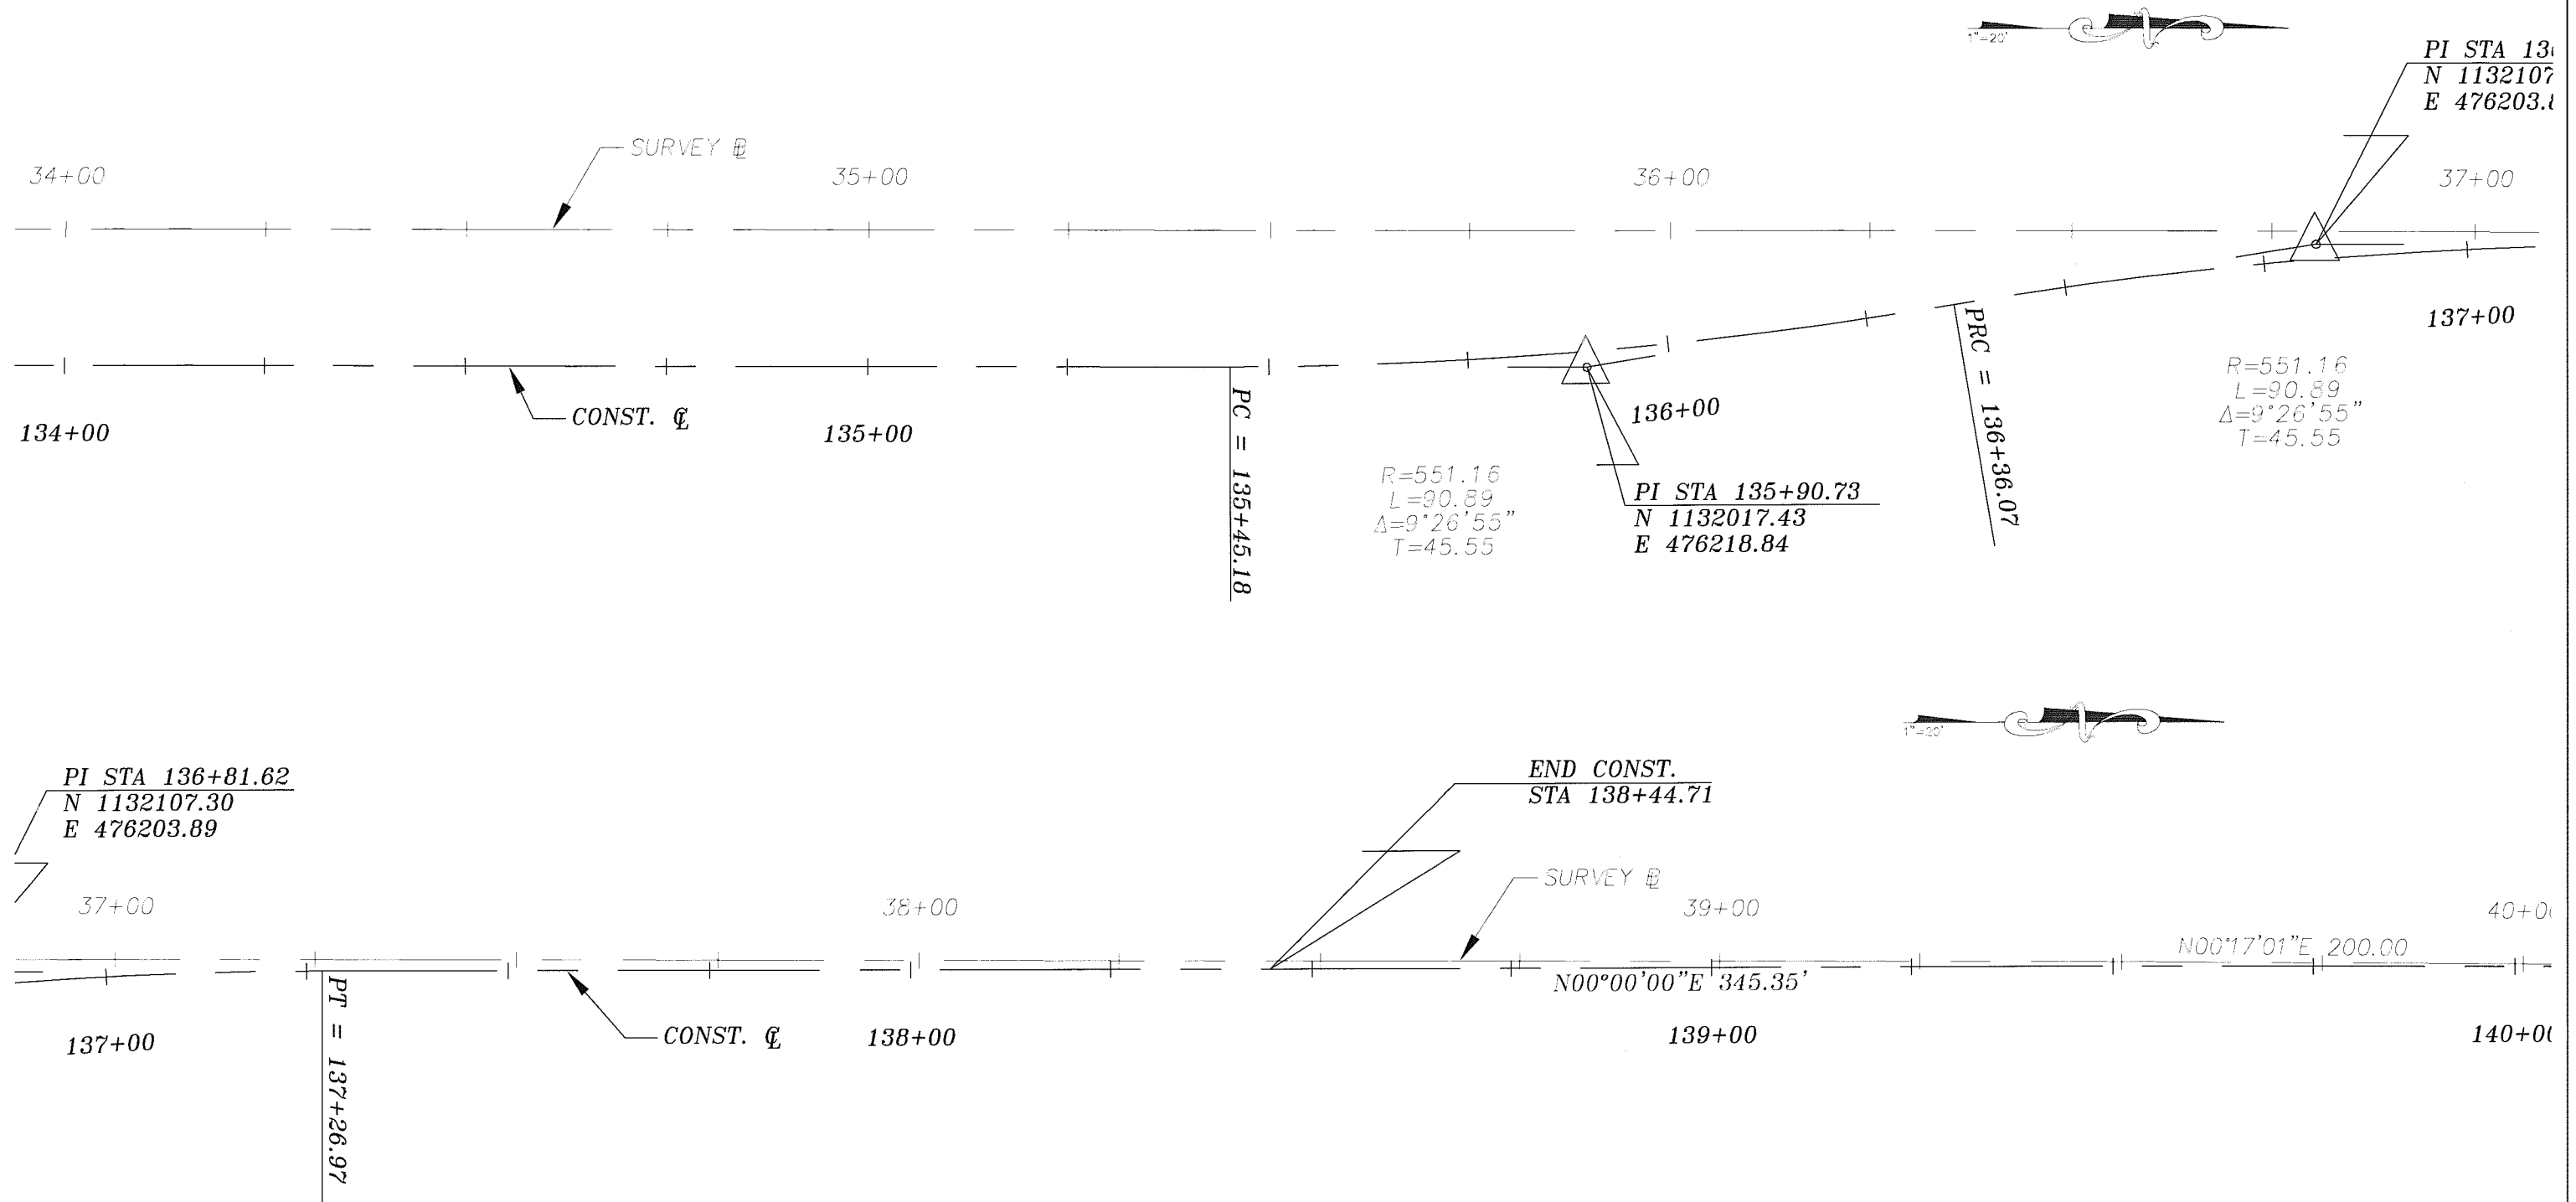 1"=20'
PI STA 13
N 1132107
E 476203.
SURVEY ⅊
34+00
35+00
36+00
37+00
137+00
CONST. ℄
134+00
135+00
136+00
PC = 135+45.18
PRC = 136+36.07
R=551.16
L=90.89
Δ=9°26'55"
T=45.55
R=551.16
L=90.89
Δ=9°26'55"
T=45.55
PI STA 135+90.73
N 1132017.43
E 476218.84
1"=20'
PI STA 136+81.62
N 1132107.30
E 476203.89
END CONST.
STA 138+44.71
SURVEY ⅊
37+00
38+00
39+00
40+0
N00°17'01"E 200.00
N00°00'00"E 345.35'
PT = 137+26.97
CONST. ℄
137+00
138+00
139+00
140+0